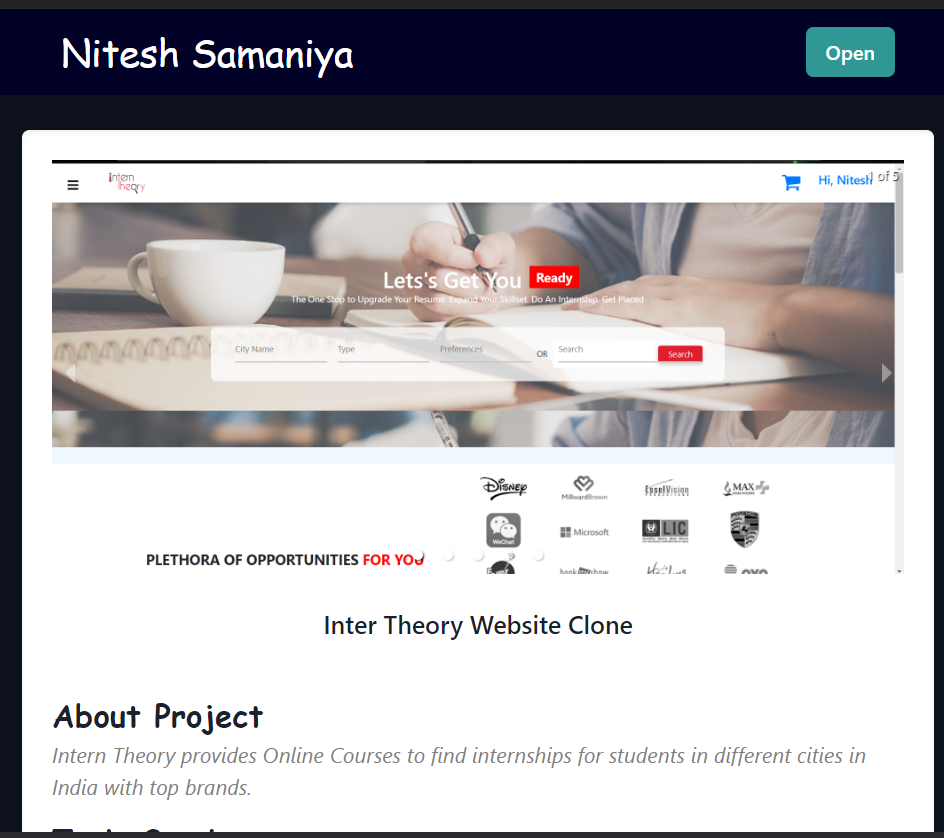 Nitesh Samaniya
Open
Intern
Theory
Hi, Nitesh
1 of 5
Lets's Get You Ready
The One Stop to Upgrade Your Resume. Expand Your Skillset. Do An Internship. Get Placed
City Name Type Preferences OR Search Search
DISNEY
MillwardBrown
EsselVision
PRODUCTIONS
MAX
HEALTHCARE
WeChat
Microsoft
LIC
PLETHORA OF OPPORTUNITIES FOR YOU
Inter Theory Website Clone
About Project
Intern Theory provides Online Courses to find internships for students in different cities in
India with top brands.